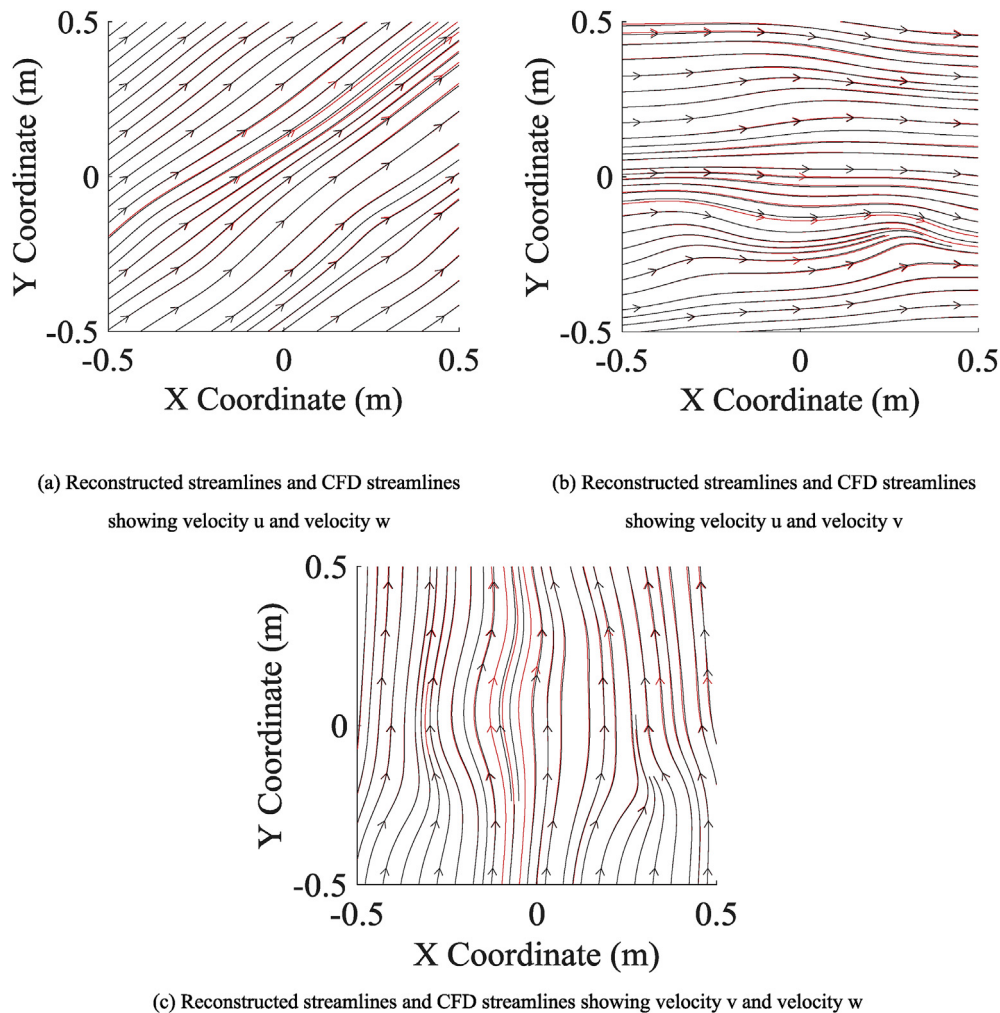 0.5
0
-0.5
Y Coordinate (m)
-0.5 0 0.5
X Coordinate (m)
(a) Reconstructed streamlines and CFD streamlines
showing velocity u and velocity w
0.5
0
-0.5
Y Coordinate (m)
-0.5 0 0.5
X Coordinate (m)
(b) Reconstructed streamlines and CFD streamlines
showing velocity u and velocity v
0.5
0
-0.5
Y Coordinate (m)
-0.5 0 0.5
X Coordinate (m)
(c) Reconstructed streamlines and CFD streamlines showing velocity v and velocity w